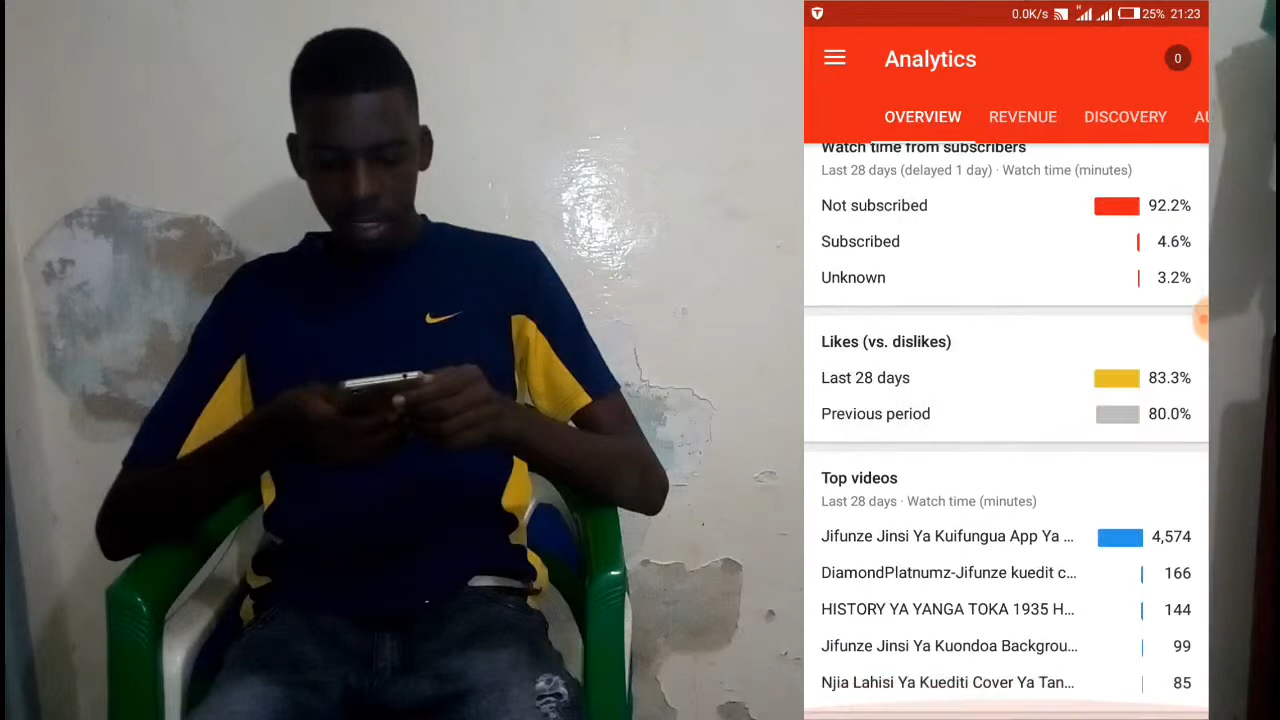 0.0K/s H 25% 21:23
Analytics 0
OVERVIEW REVENUE DISCOVERY AU
Watch time from subscribers
Last 28 days (delayed 1 day) · Watch time (minutes)
Not subscribed 92.2%
Subscribed 4.6%
Unknown 3.2%
Likes (vs. dislikes)
Last 28 days 83.3%
Previous period 80.0%
Top videos
Last 28 days · Watch time (minutes)
Jifunze Jinsi Ya Kuifungua App Ya ... 4,574
DiamondPlatnumz-Jifunze kuedit c... 166
HISTORY YA YANGA TOKA 1935 H... 144
Jifunze Jinsi Ya Kuondoa Backgrou... 99
Njia Lahisi Ya Kuediti Cover Ya Tan... 85